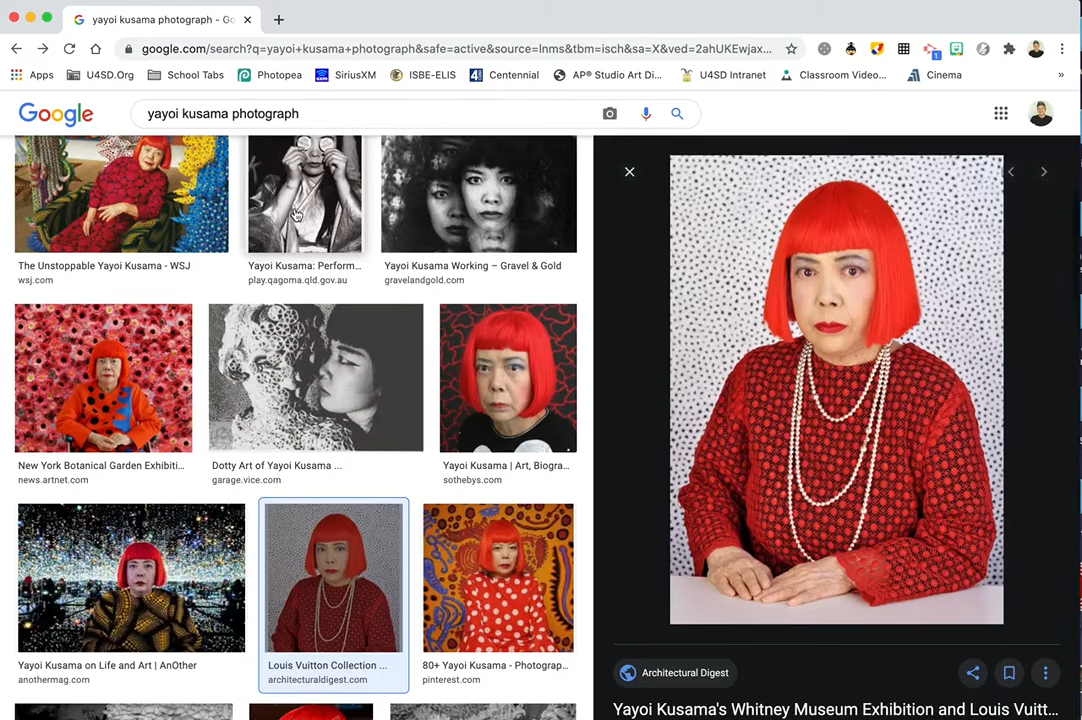 yayoi kusama photograph - Go
google.com/search?q=yayoi+kusama+photograph&safe=active&source=lnms&tbm=isch&sa=X&ved=2ahUKEwjax...
1
Apps U4SD.Org School Tabs Photopea SiriusXM ISBE-ELIS Centennial AP® Studio Art Di... U4SD Intranet Classroom Video... Cinema »
Google yayoi kusama photograph
The Unstoppable Yayoi Kusama - WSJ
wsj.com
Yayoi Kusama: Perform...
play.qagoma.qld.gov.au
Yayoi Kusama Working – Gravel & Gold
gravelandgold.com
New York Botanical Garden Exhibiti...
news.artnet.com
Dotty Art of Yayoi Kusama ...
garage.vice.com
Yayoi Kusama | Art, Biogra...
sothebys.com
Yayoi Kusama on Life and Art | AnOther
anothermag.com
Louis Vuitton Collection ...
architecturaldigest.com
80+ Yayoi Kusama - Photograp...
pinterest.com
Architectural Digest
Yayoi Kusama's Whitney Museum Exhibition and Louis Vuitt...